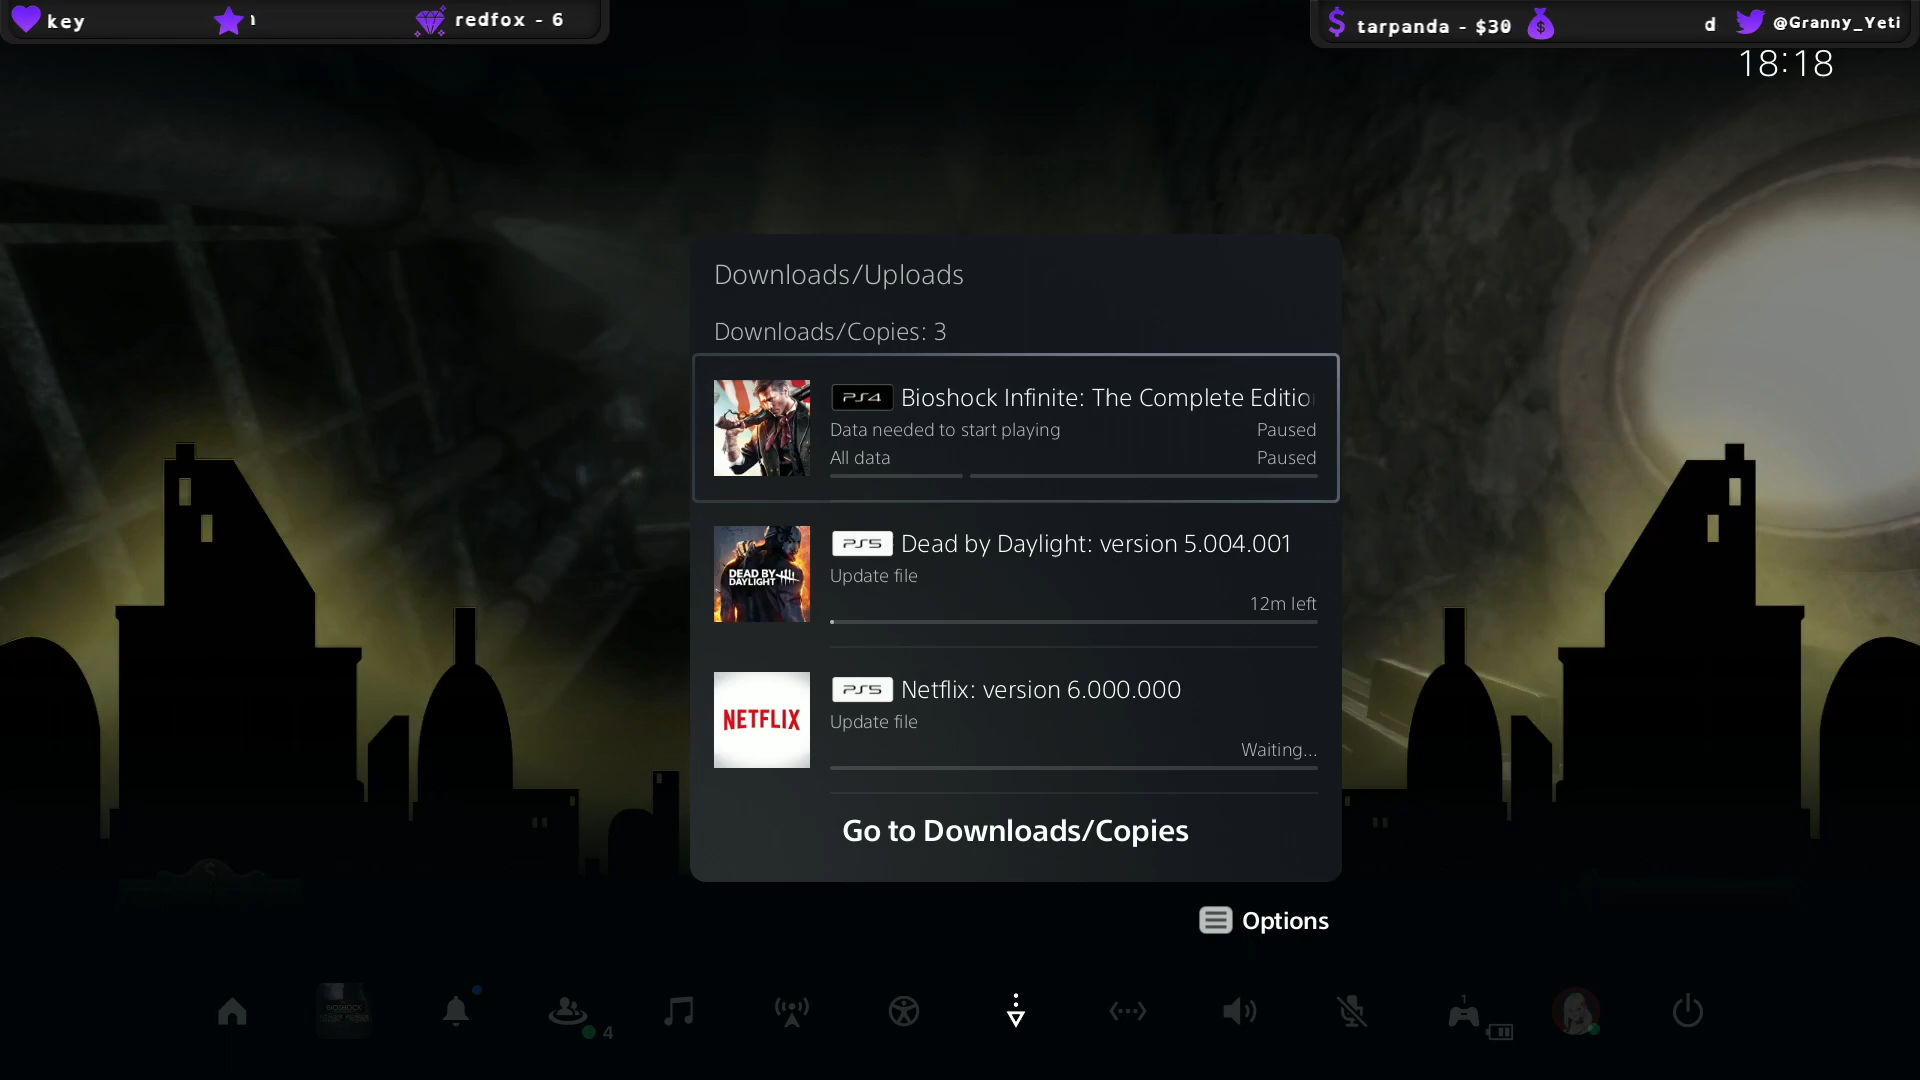 key
redfox - 6
tarpanda - $30
d
@Granny_Yeti
18:18
Downloads/Uploads
Downloads/Copies: 3
PS4 Bioshock Infinite: The Complete Editio
Data needed to start playing Paused
All data Paused
DEAD BY
DAYLIGHT
PS5 Dead by Daylight: version 5.004.001
Update file
12m left
NETFLIX
PS5 Netflix: version 6.000.000
Update file
Waiting...
Go to Downloads/Copies
Options
BIOSHOCK
4
1